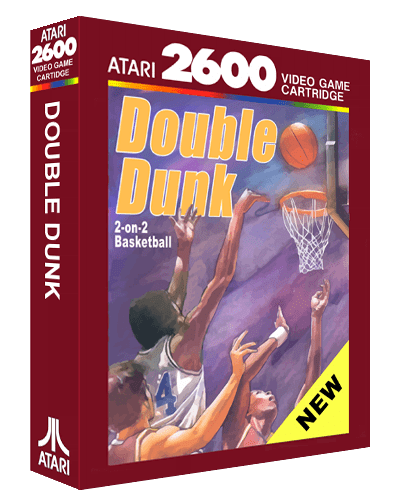 ATARI
2600
VIDEO GAME
CARTRIDGE
DOUBLE DUNK
ATARI
ATARI 2600 VIDEO GAME
CARTRIDGE
Double
Dunk
2-on-2
Basketball
4
NEW